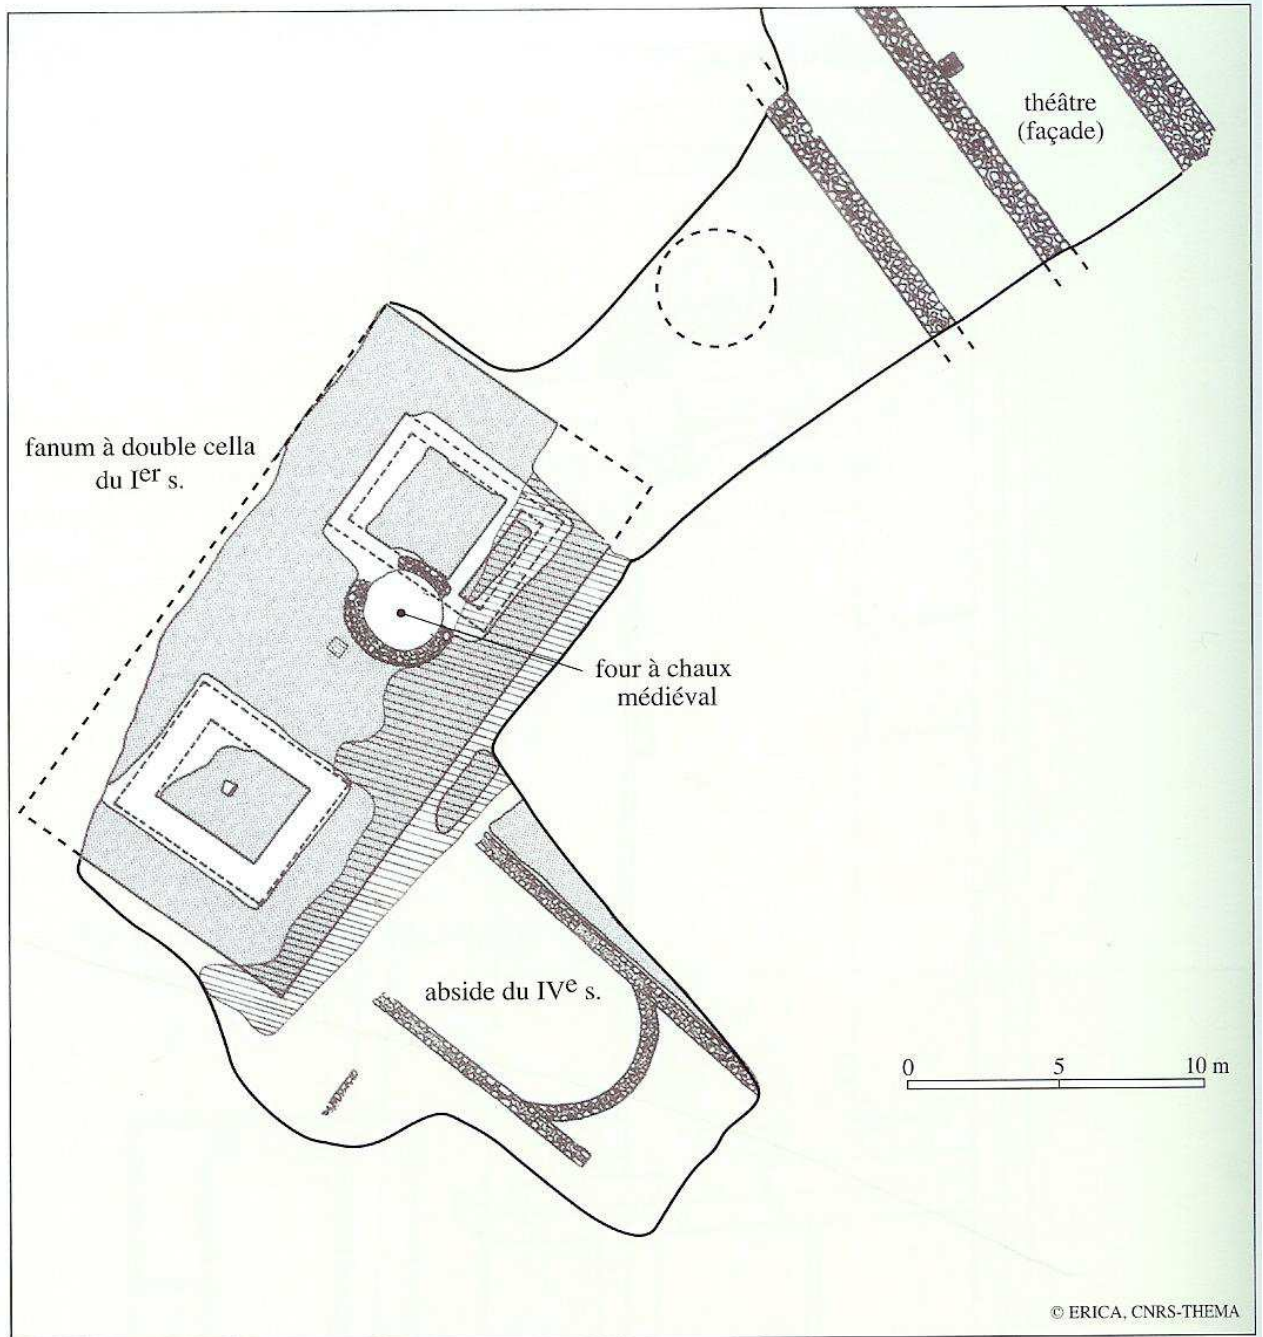 théâtre
(façade)
fanum à double cella
du Ier s.
four à chaux
médiéval
abside du IVe s.
0 5 10 m
© ERICA, CNRS-THEMA